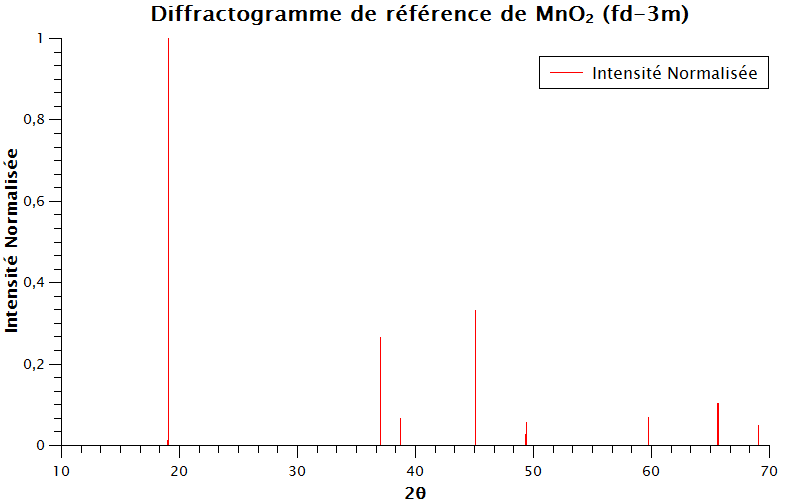 Diffractogramme de référence de MnO₂ (fd-3m)
Intensité Normalisée
Intensité Normalisée
1
0,8
0,6
0,4
0,2
0
10 20 30 40 50 60 70
2θ